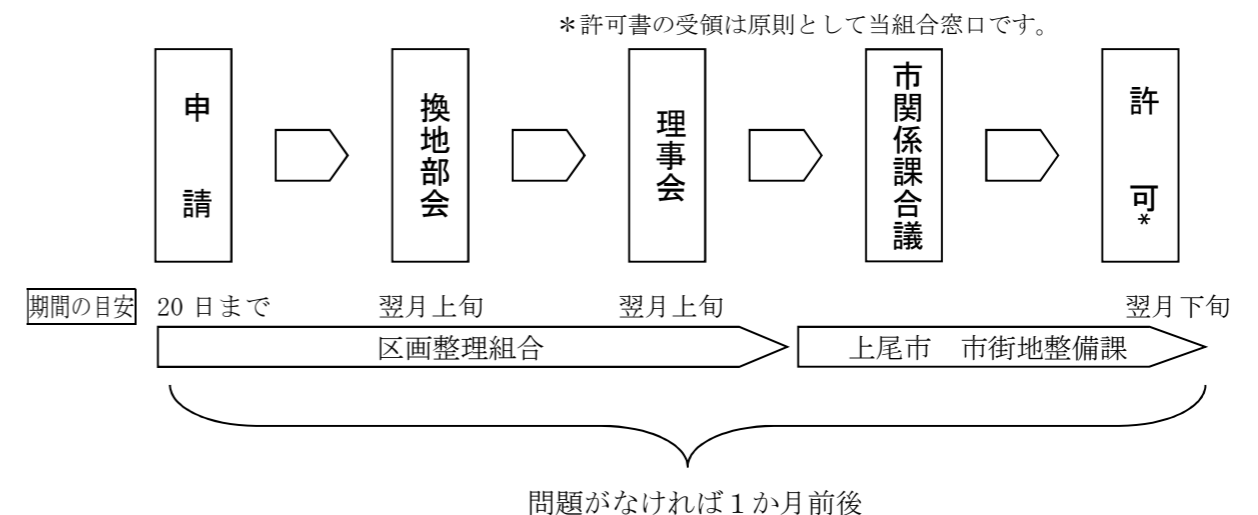 ＊許可書の受領は原則として当組合窓口です。
申請
換地部会
理事会
市関係課合議
許可*
期間の目安 20 日まで 翌月上旬 翌月上旬 翌月下旬
区画整理組合 上尾市　市街地整備課
問題がなければ１か月前後